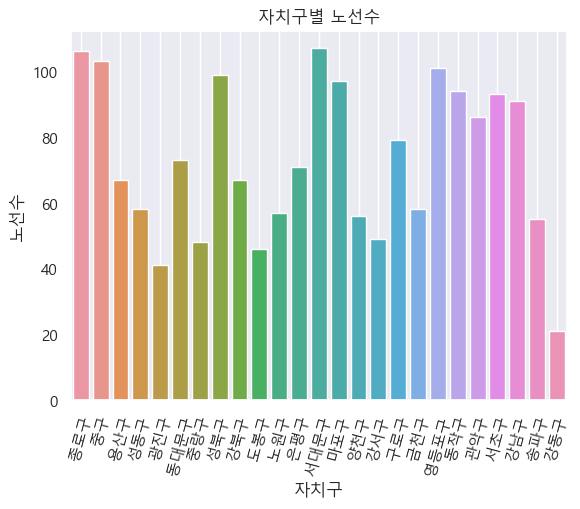 자치구별 노선수
노선수
100
80
60
40
20
0
종로구
중구
용산구
성동구
광진구
동대문구
중랑구
성북구
강북구
도봉구
노원구
은평구
서대문구
마포구
양천구
강서구
구로구
금천구
영등포구
동작구
관악구
서초구
강남구
송파구
강동구
자치구